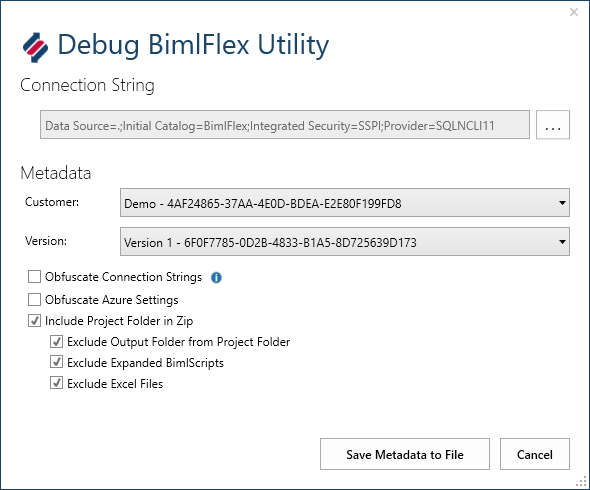 Debug BimlFlex Utility
Connection String
Data Source=.;Initial Catalog=BimlFlex;Integrated Security=SSPI;Provider=SQLNCLI11
...
Metadata
Customer:
Demo - 4AF24865-37AA-4E0D-BDEA-E2E80F199FD8
Version:
Version 1 - 6F0F7785-0D2B-4833-B1A5-8D725639D173
Obfuscate Connection Strings
Obfuscate Azure Settings
Include Project Folder in Zip
Exclude Output Folder from Project Folder
Exclude Expanded BimlScripts
Exclude Excel Files
Save Metadata to File
Cancel